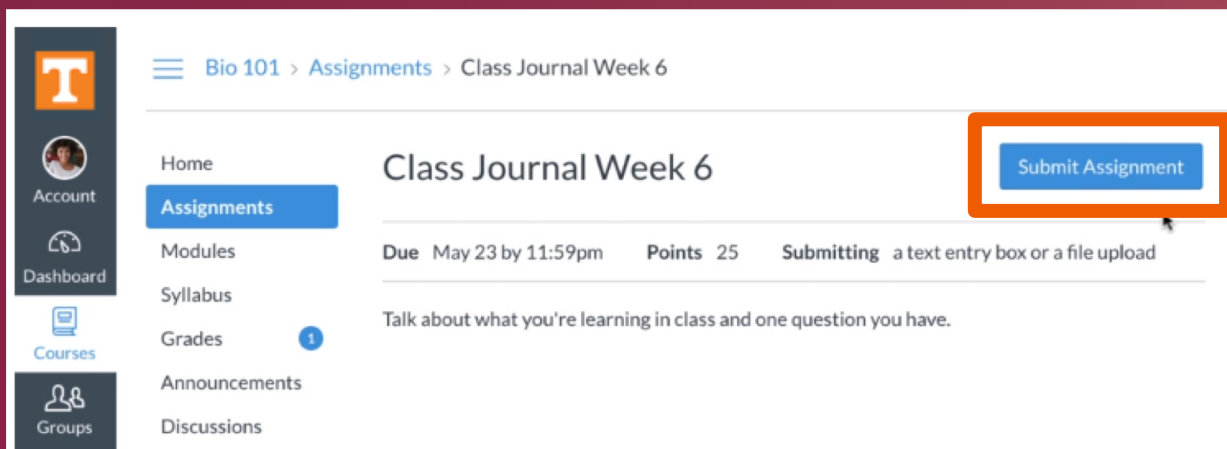 T
Account
Dashboard
Courses
Groups
Bio 101 > Assignments > Class Journal Week 6
Home
Assignments
Modules
Syllabus
Grades 1
Announcements
Discussions
Class Journal Week 6
Submit Assignment
Due May 23 by 11:59pm Points 25 Submitting a text entry box or a file upload
Talk about what you're learning in class and one question you have.